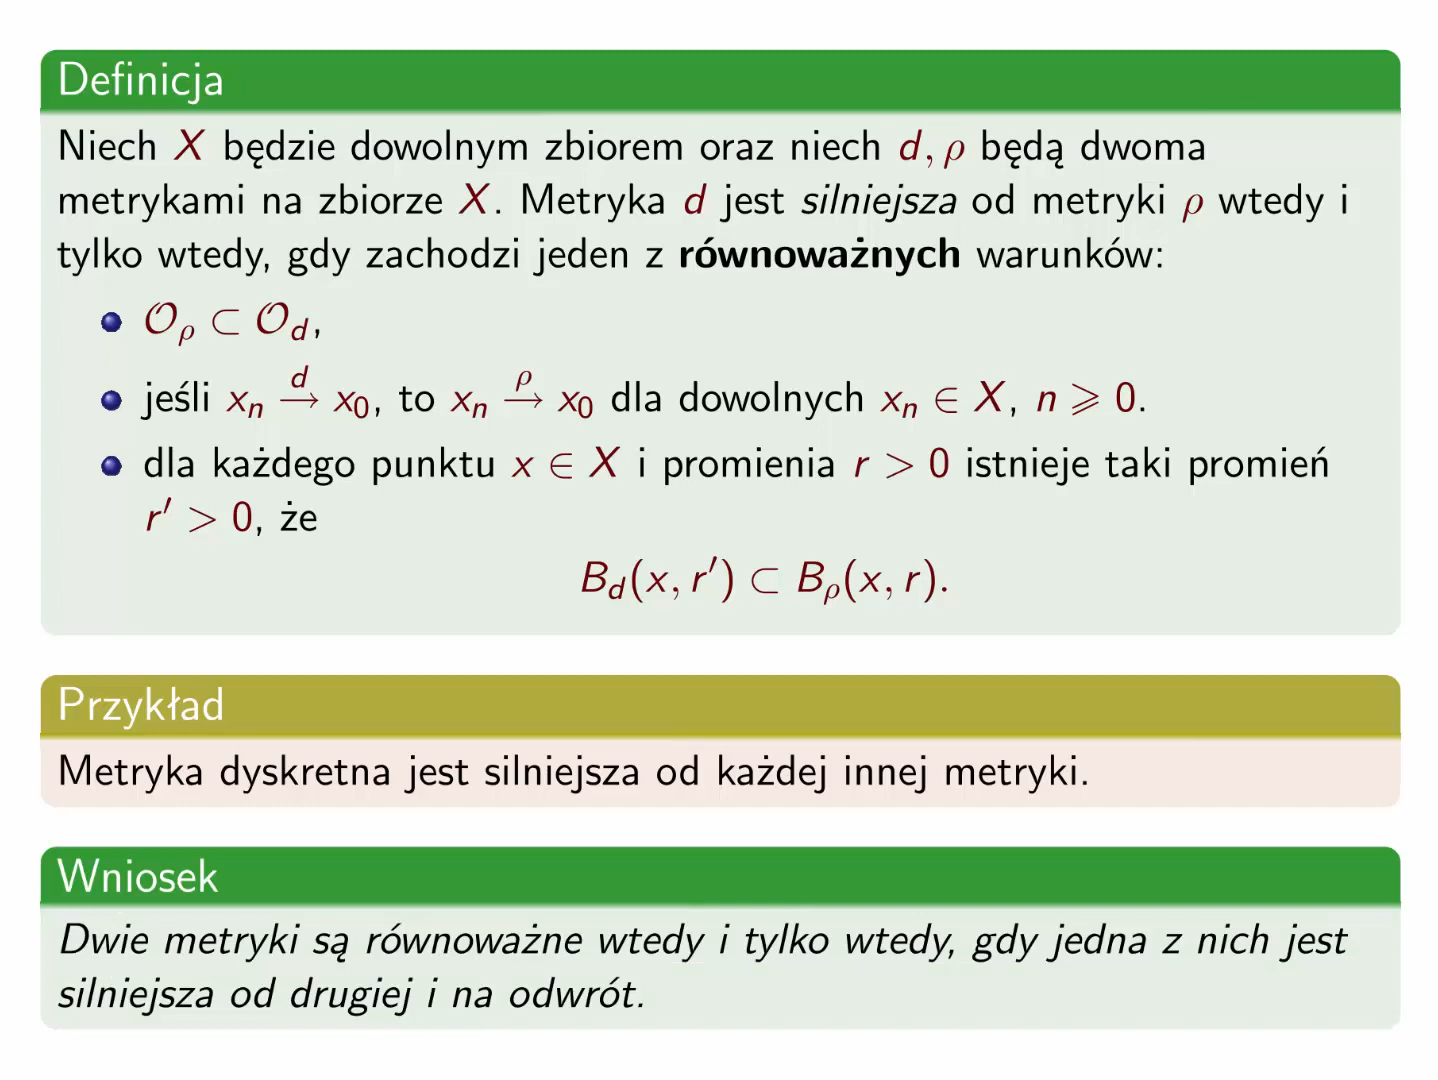 Definicja
Niech X będzie dowolnym zbiorem oraz niech d, ρ będą dwoma
metrykami na zbiorze X. Metryka d jest silniejsza od metryki ρ wtedy i
tylko wtedy, gdy zachodzi jeden z równoważnych warunków:
𝒪_ρ ⊂ 𝒪_d,
jeśli x_n →^d x_0, to x_n →^ρ x_0 dla dowolnych x_n ∈ X, n ⩾ 0.
dla każdego punktu x ∈ X i promienia r > 0 istnieje taki promień
r′ > 0, że
B_d(x, r′) ⊂ B_ρ(x, r).
Przykład
Metryka dyskretna jest silniejsza od każdej innej metryki.
Wniosek
Dwie metryki są równoważne wtedy i tylko wtedy, gdy jedna z nich jest
silniejsza od drugiej i na odwrót.